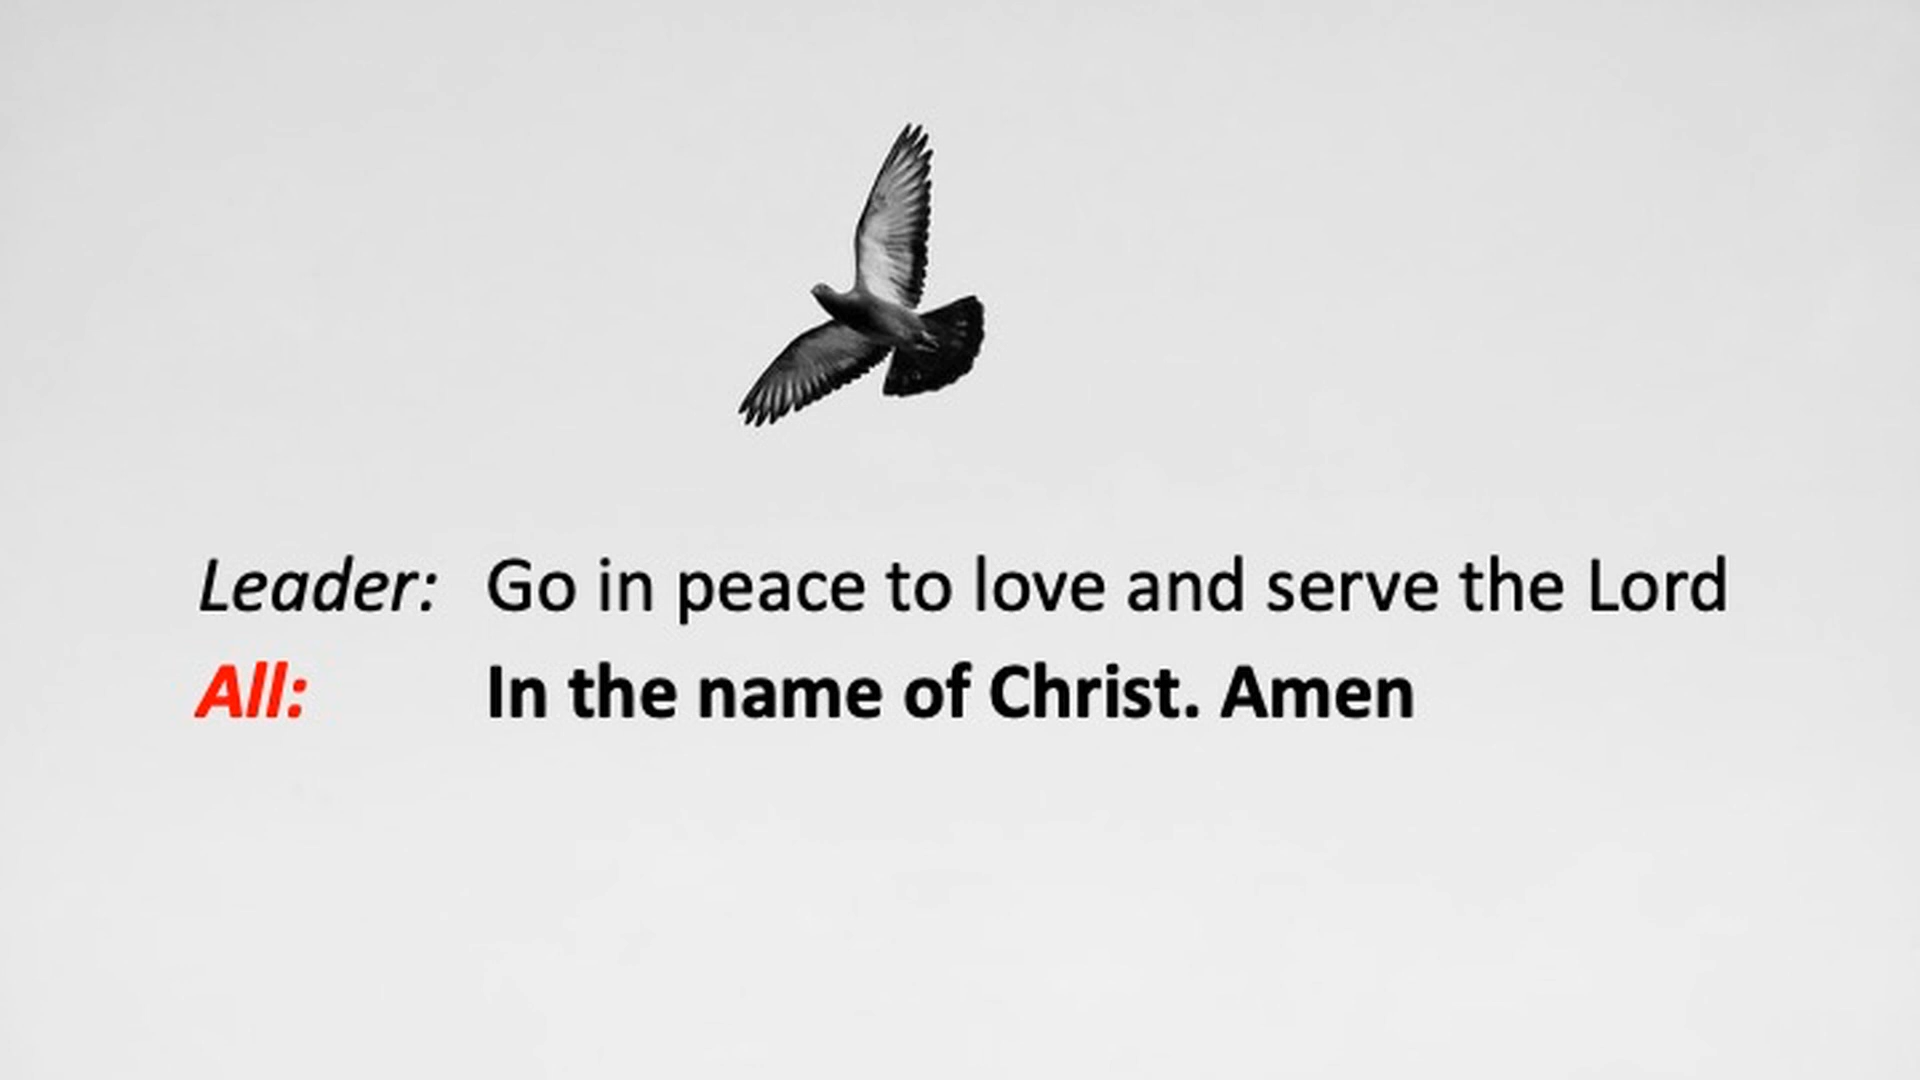 Leader: Go in peace to love and serve the Lord
All: In the name of Christ. Amen